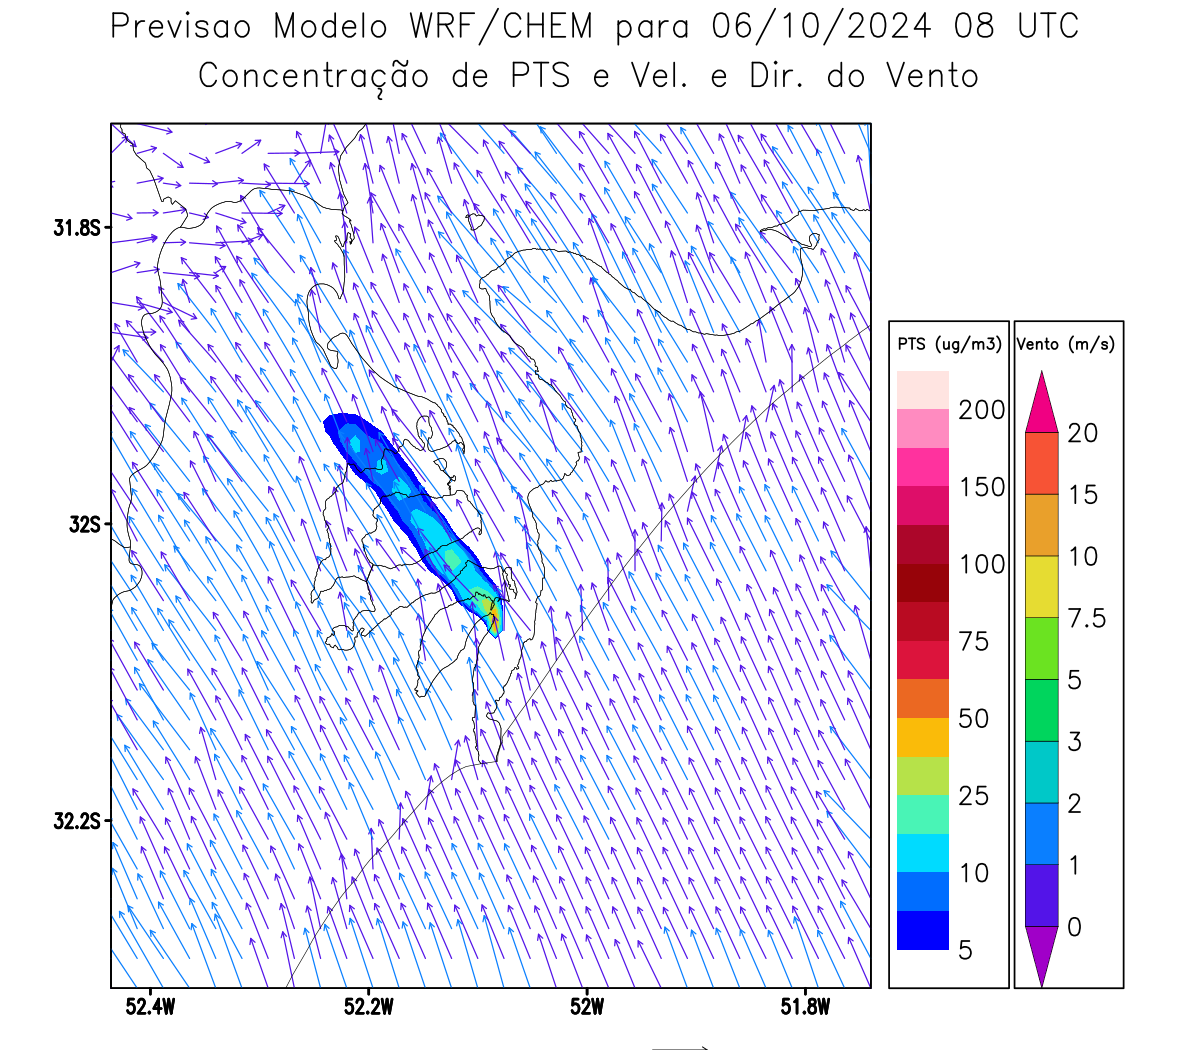 Previsao Modelo WRF/CHEM para 06/10/2024 08 UTC
Concentração de PTS e Vel. e Dir. do Vento
31.8S
32S
32.2S
52.4W 52.2W 52W 51.8W
PTS (ug/m3)
200
150
100
75
50
25
10
5
Vento (m/s)
20
15
10
7.5
5
3
2
1
0